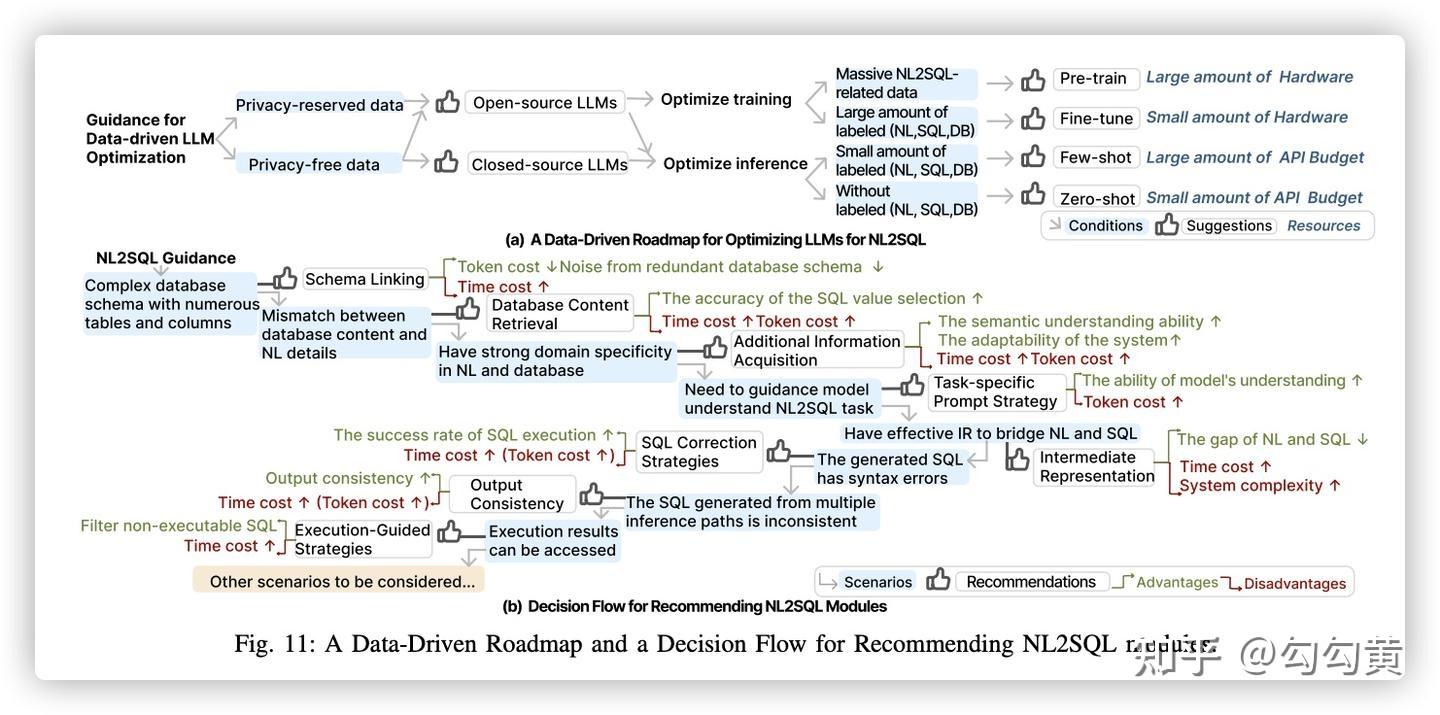 Guidance for
Data-driven LLM
Optimization
Privacy-reserved data
Privacy-free data
Open-source LLMs
Closed-source LLMs
Optimize training
Optimize inference
Massive NL2SQL-
related data
Large amount of
labeled (NL,SQL,DB)
Small amount of
labeled (NL, SQL,DB)
Without
labeled (NL, SQL,DB)
Pre-train
Large amount of Hardware
Fine-tune
Small amount of Hardware
Few-shot
Large amount of API Budget
Zero-shot
Small amount of API Budget
Conditions
Suggestions
Resources
(a) A Data-Driven Roadmap for Optimizing LLMs for NL2SQL
NL2SQL Guidance
Complex database
schema with numerous
tables and columns
Schema Linking
Token cost ↓ Noise from redundant database schema ↓
Time cost ↑
Mismatch between
database content and
NL details
Database Content
Retrieval
The accuracy of the SQL value selection ↑
Time cost ↑ Token cost ↑
Have strong domain specificity
in NL and database
Additional Information
Acquisition
The semantic understanding ability ↑
The adaptability of the system ↑
Time cost ↑ Token cost ↑
Need to guidance model
understand NL2SQL task
Task-specific
Prompt Strategy
The ability of model's understanding ↑
Token cost ↑
Have effective IR to bridge NL and SQL
Intermediate
Representation
The gap of NL and SQL ↓
Time cost ↑
System complexity ↑
The generated SQL
has syntax errors
SQL Correction
Strategies
The success rate of SQL execution ↑
Time cost ↑ (Token cost ↑)
The SQL generated from multiple
inference paths is inconsistent
Output
Consistency
Output consistency ↑
Time cost ↑ (Token cost ↑)
Execution results
can be accessed
Execution-Guided
Strategies
Filter non-executable SQL
Time cost ↑
Other scenarios to be considered...
Scenarios
Recommendations
Advantages
Disadvantages
(b) Decision Flow for Recommending NL2SQL Modules
Fig. 11: A Data-Driven Roadmap and a Decision Flow for Recommending NL2SQL modules.
知乎 @勾勾黄